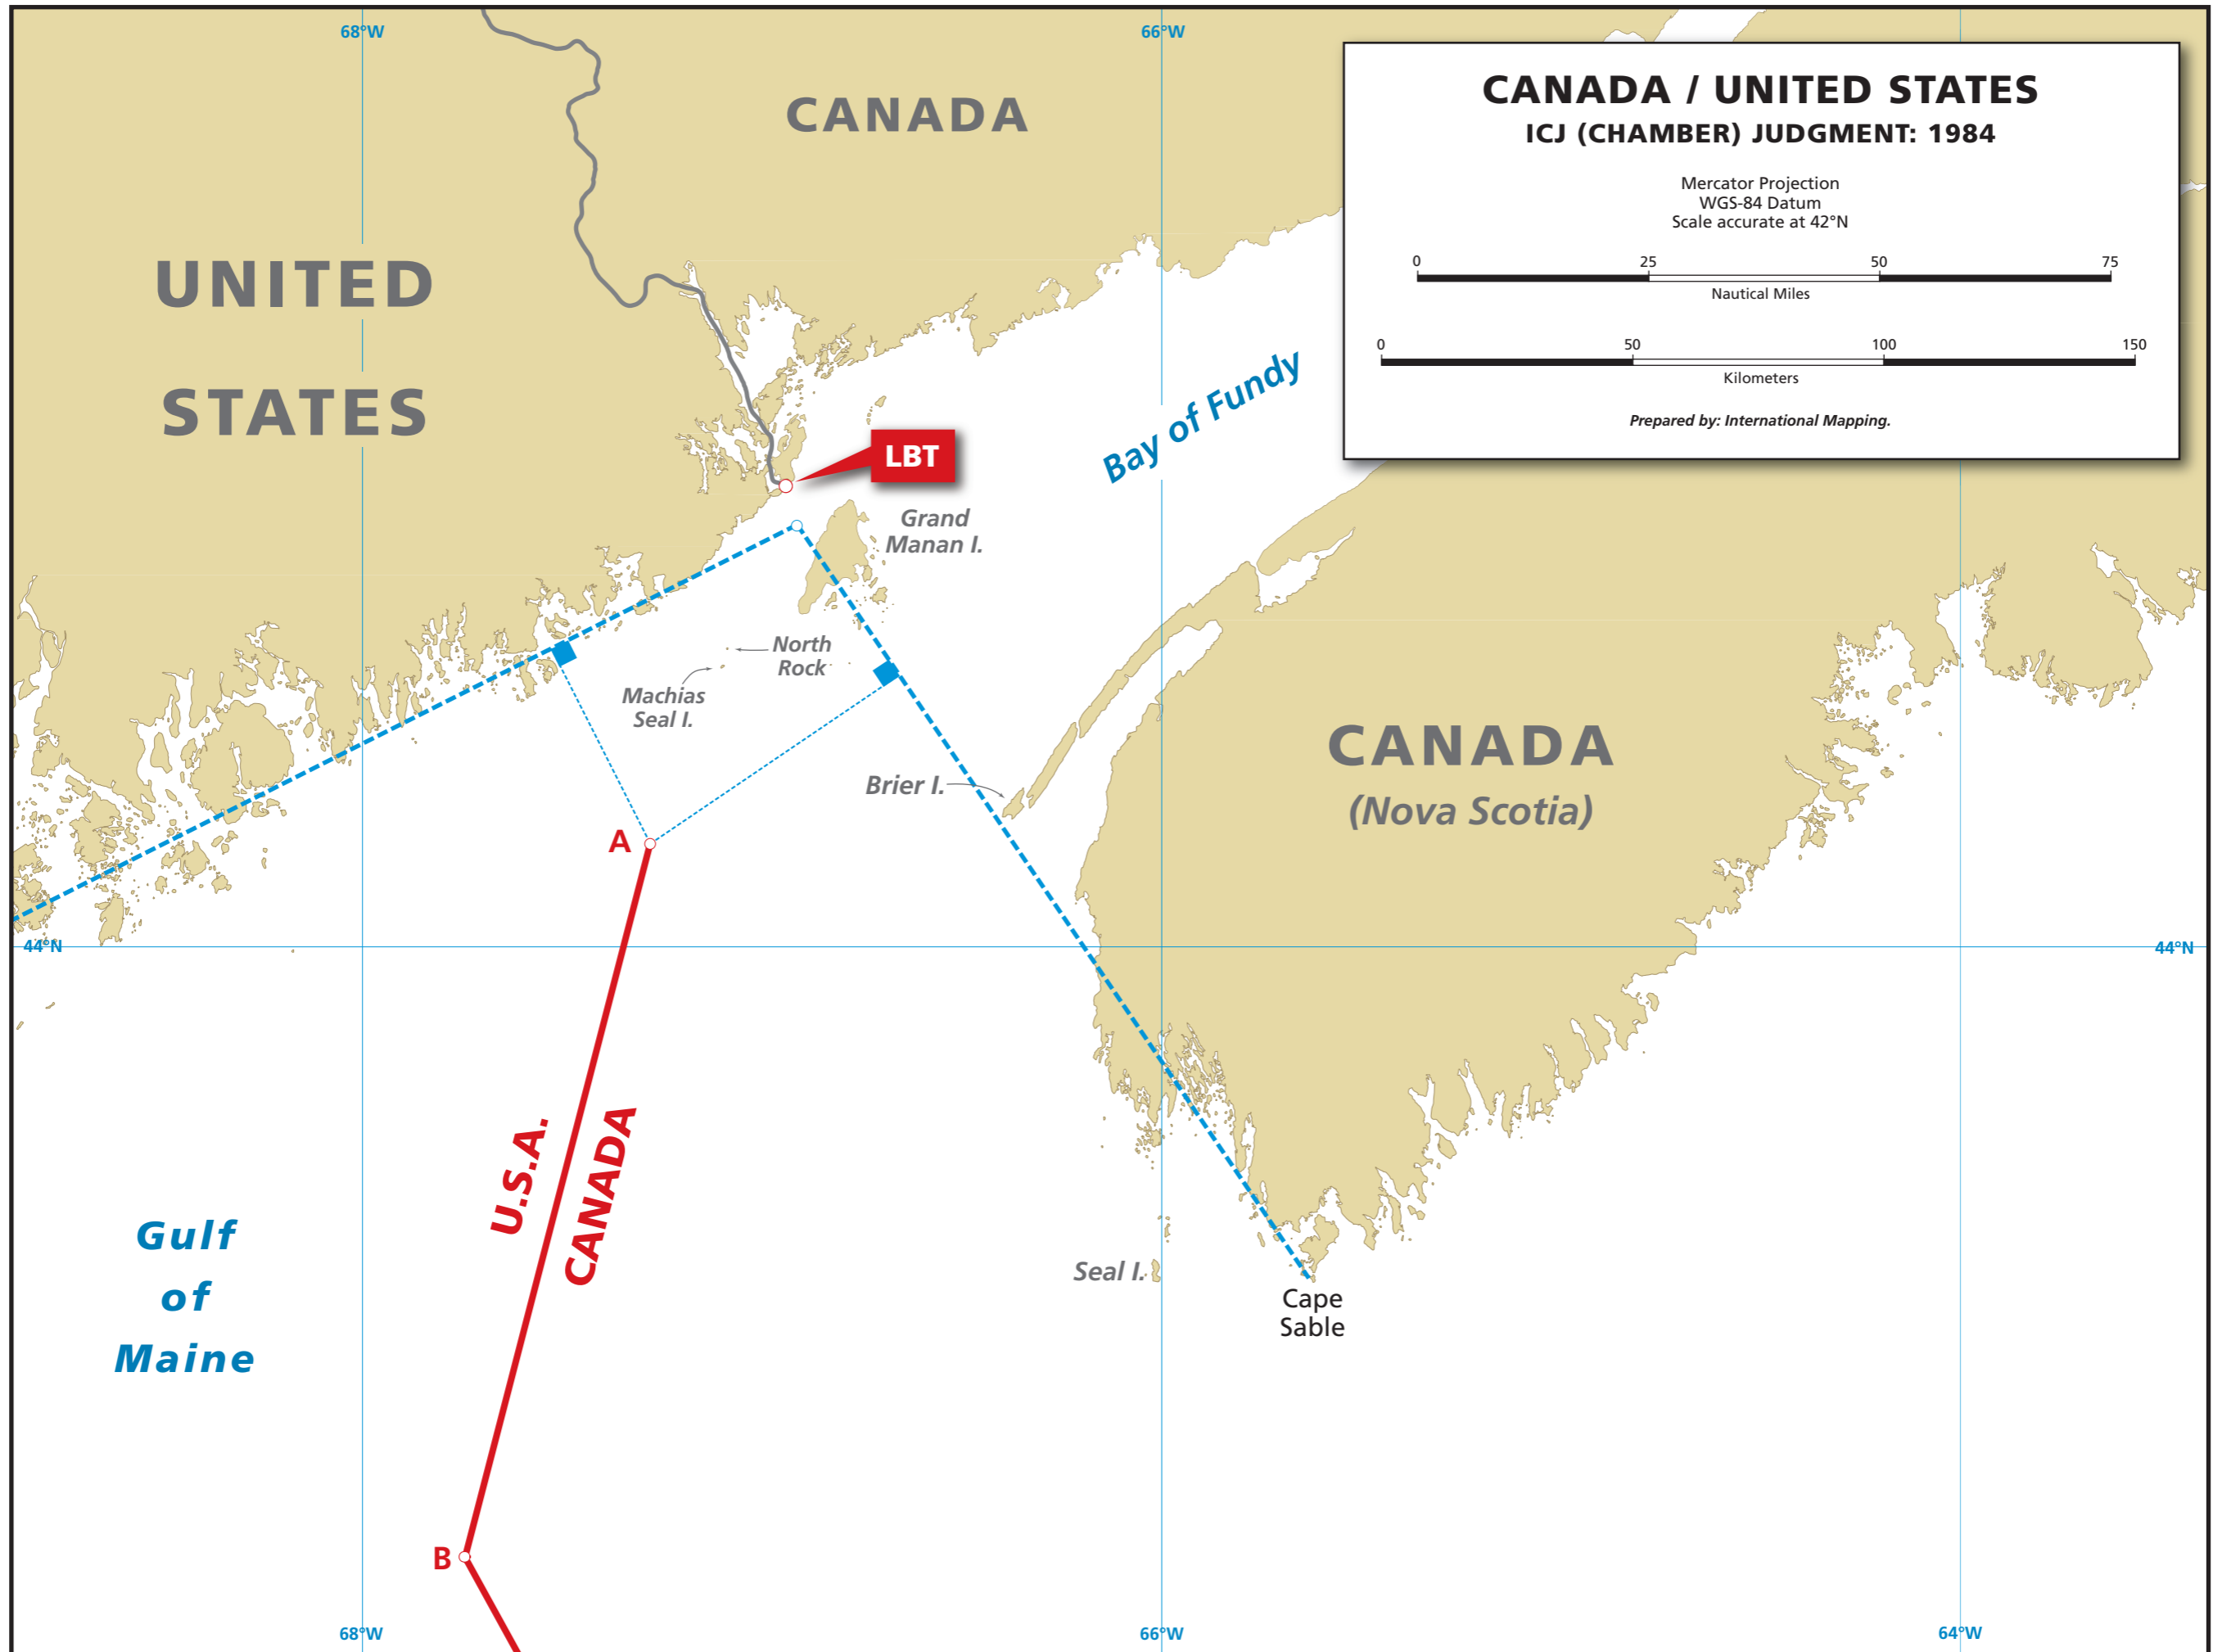 68°W
66°W
CANADA / UNITED STATES
ICJ (CHAMBER) JUDGMENT: 1984
Mercator Projection
WGS-84 Datum
Scale accurate at 42°N
0 25 50 75
Nautical Miles
0 50 100 150
Kilometers
Prepared by: International Mapping.
CANADA
UNITED
STATES
Bay of Fundy
LBT
Grand
Manan I.
North
Rock
Machias
Seal I.
Brier I.
CANADA
(Nova Scotia)
A
44°N
44°N
U.S.A.
CANADA
Gulf
of
Maine
Seal I.
Cape
Sable
B
68°W
66°W
64°W